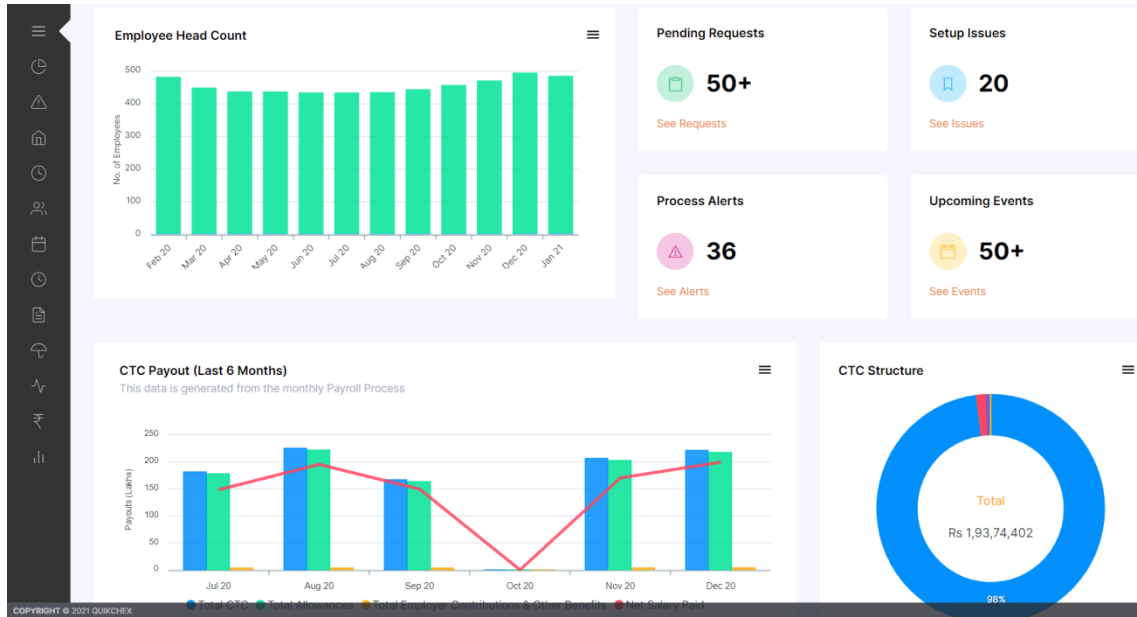 Employee Head Count
500
400
300
200
100
0
No. of Employees
Feb 20
Mar 20
Apr 20
May 20
Jun 20
Jul 20
Aug 20
Sep 20
Oct 20
Nov 20
Dec 20
Jan 21
Pending Requests
50+
See Requests
Setup Issues
20
See Issues
Process Alerts
36
See Alerts
Upcoming Events
50+
See Events
CTC Payout (Last 6 Months)
This data is generated from the monthly Payroll Process
250
200
150
100
50
0
Payouts (Lakhs)
Jul 20
Aug 20
Sep 20
Oct 20
Nov 20
Dec 20
Total CTC Total Allowances Total Employer Contributions & Other Benefits Net Salary Paid
CTC Structure
Total
Rs 1,93,74,402
98%
COPYRIGHT © 2021 QUIKCHEX